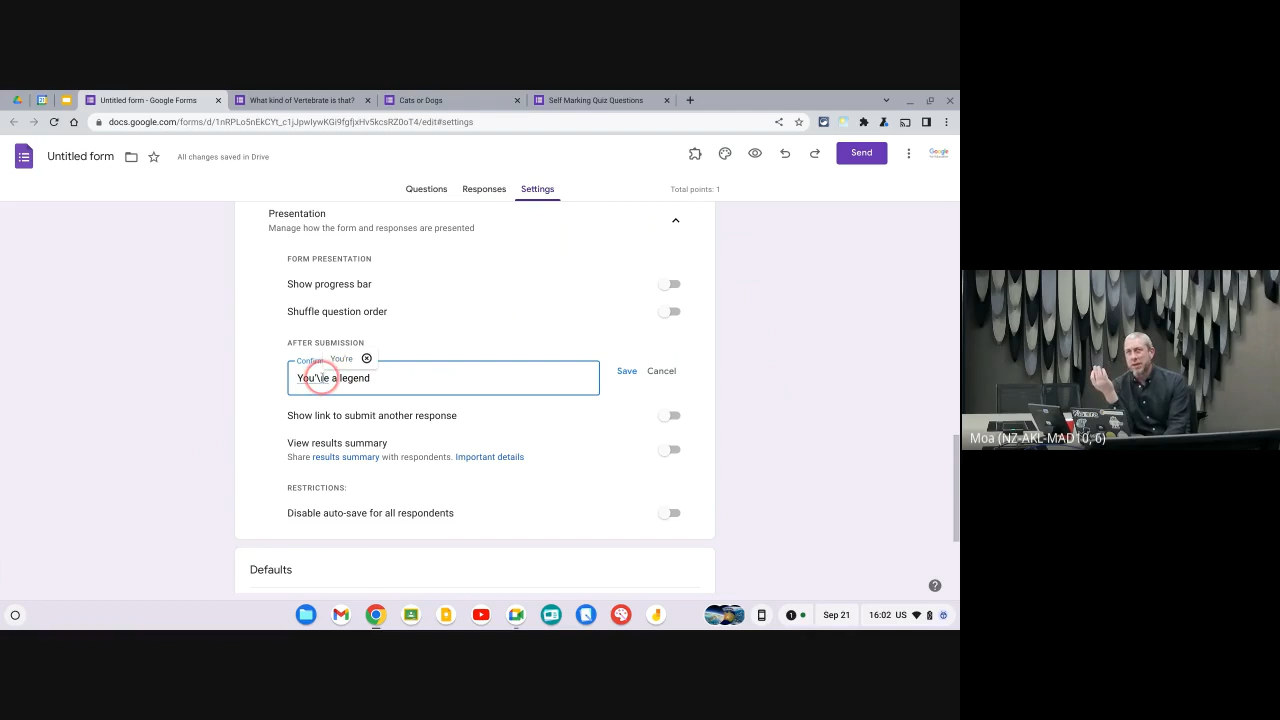 Untitled form - Google Forms
What kind of Vertebrate is that?
Cats or Dogs
Self Marking Quiz Questions
docs.google.com/forms/d/1nRPLo5nEkCYt_c1jJpwIywKGi9fgfjxHv5kcsRZ0oT4/edit#settings
Untitled form
All changes saved in Drive
Send
Google
Questions
Responses
Settings
Total points: 1
Presentation
Manage how the form and responses are presented
FORM PRESENTATION
Show progress bar
Shuffle question order
AFTER SUBMISSION
Confirm
You're
You'\e a legend
Save
Cancel
Show link to submit another response
View results summary
Share results summary with respondents. Important details
RESTRICTIONS:
Disable auto-save for all respondents
Defaults
1
Sep 21
16:02 US
Moa (NZ-AKL-MAD10, 6)